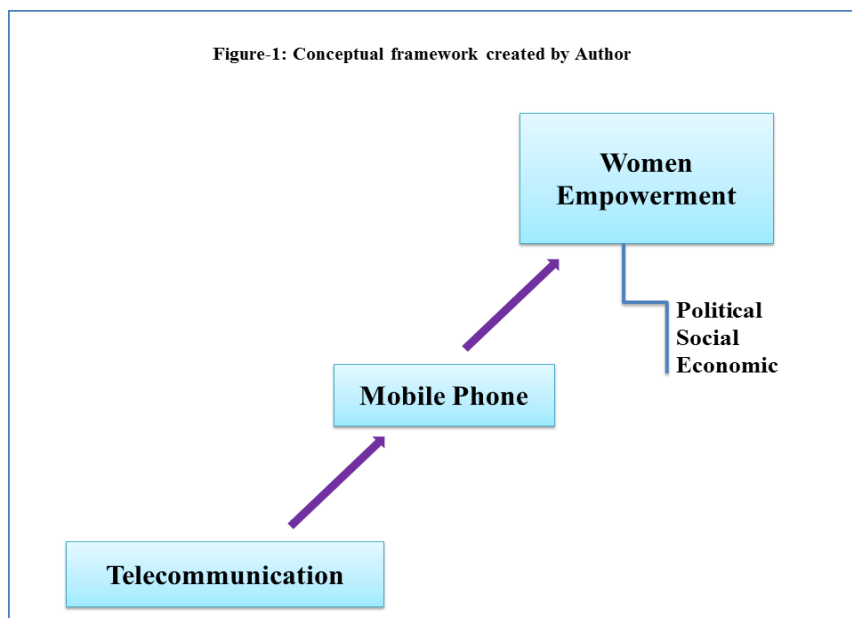 Figure-1: Conceptual framework created by Author
Women
Empowerment
Political
Social
Economic
Mobile Phone
Telecommunication